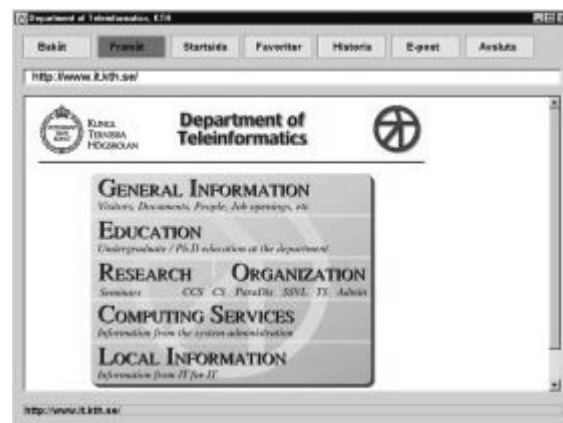 Department of Teleinformatics, KTH
Bakåt Framåt Startsida Favoriter Historia E-post Avsluta
http://www.it.kth.se/
KUNGL
TEKNISKA
HÖGSKOLAN
Department of
Teleinformatics
GENERAL INFORMATION
Visitors, Documents, People, Job openings, etc
EDUCATION
Undergraduate / Ph.D education at the department
RESEARCH ORGANIZATION
Seminars CCS CS ParaDis SSVL TS Admin
COMPUTING SERVICES
Information from the system administration
LOCAL INFORMATION
Information from IT for IT
http://www.it.kth.se/